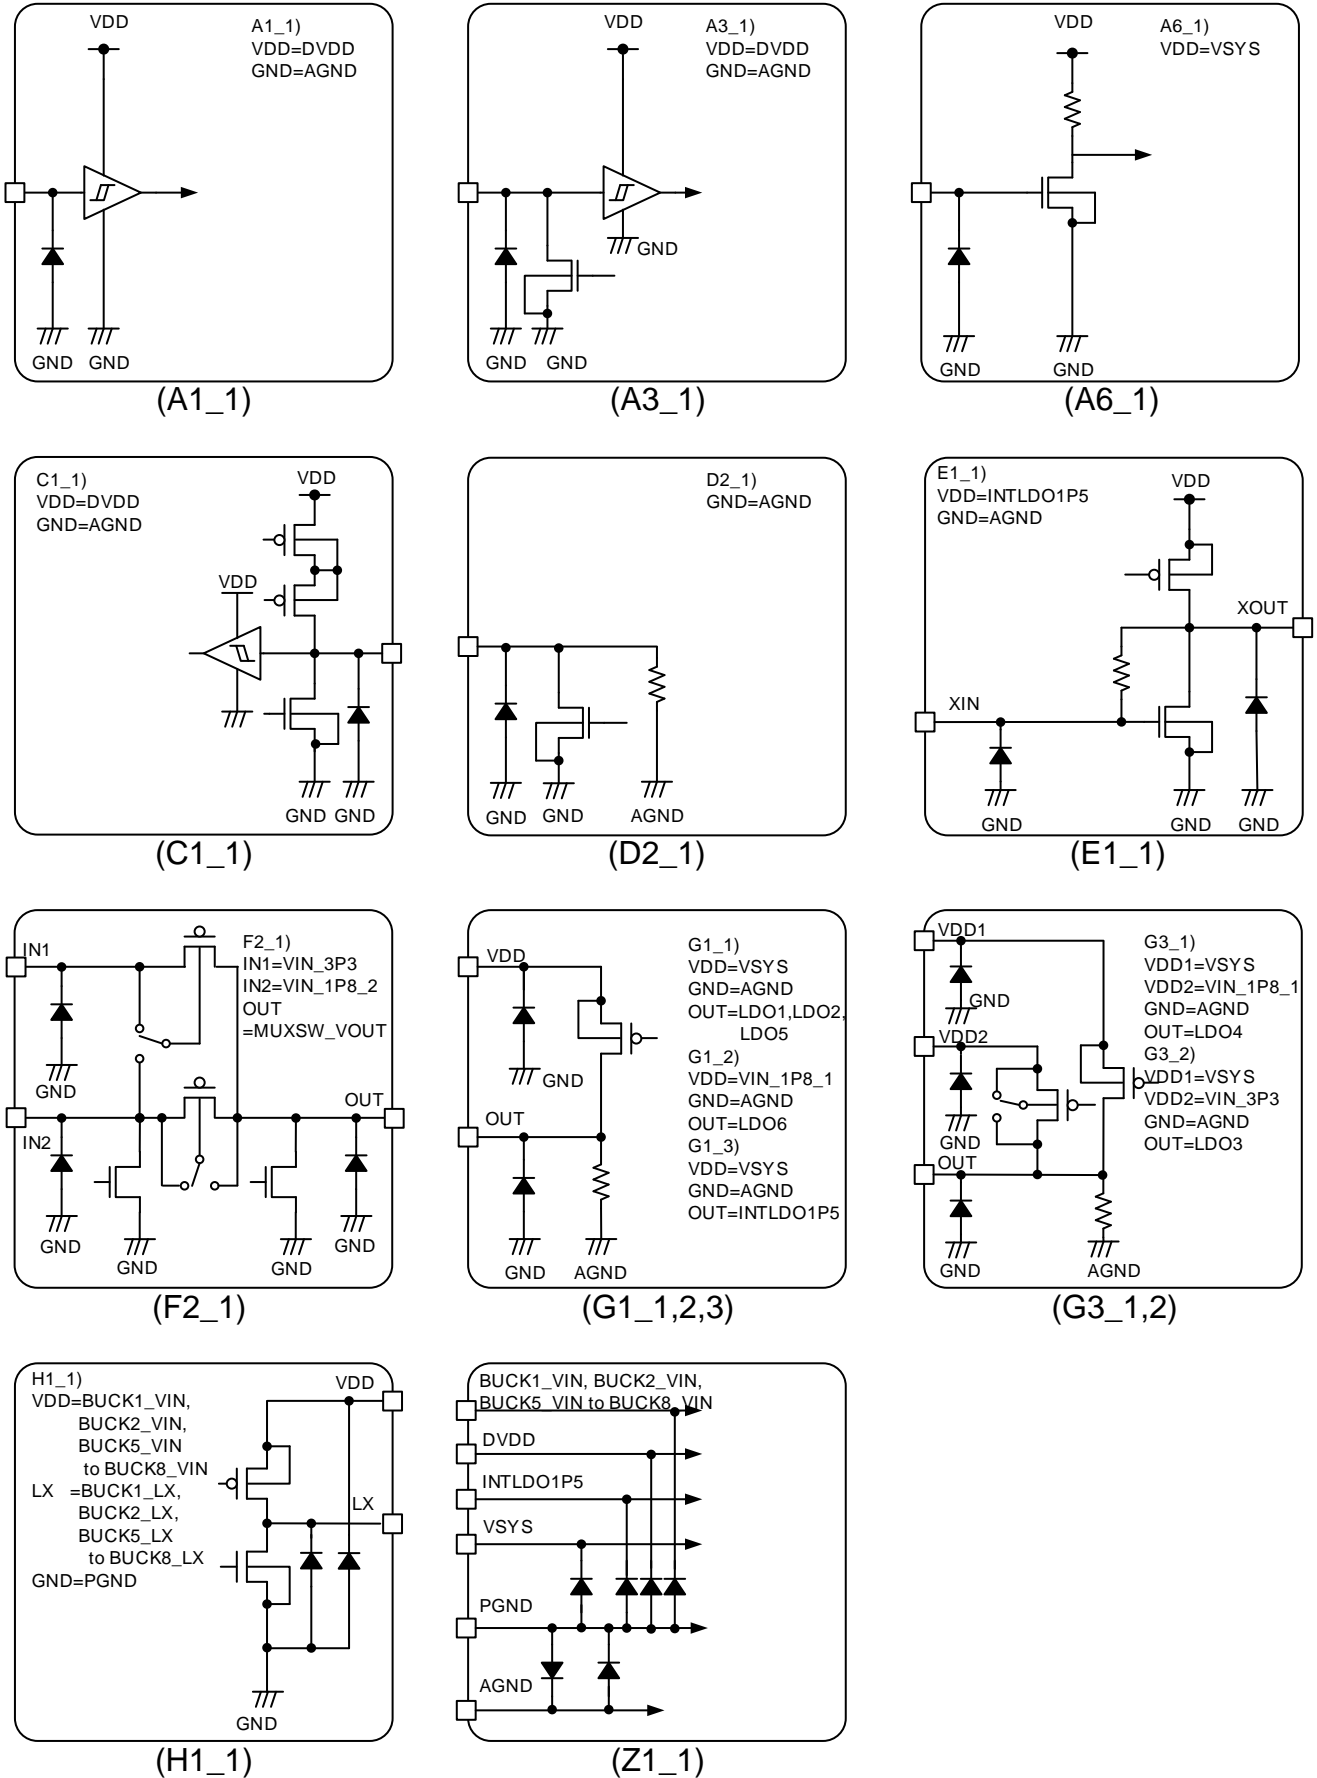 VDD
A1_1)
VDD=DVDD
GND=AGND
GND GND
(A1_1)
VDD
A3_1)
VDD=DVDD
GND=AGND
GND
GND GND
(A3_1)
VDD
A6_1)
VDD=VSYS
GND GND
(A6_1)
C1_1)
VDD=DVDD
GND=AGND
VDD
VDD
GND GND
(C1_1)
D2_1)
GND=AGND
GND GND AGND
(D2_1)
E1_1)
VDD=INTLDO1P5
GND=AGND
VDD
XOUT
XIN
GND GND GND
(E1_1)
IN1
F2_1)
IN1=VIN_3P3
IN2=VIN_1P8_2
OUT
=MUXSW_VOUT
GND
OUT
IN2
GND GND GND GND
(F2_1)
VDD
G1_1)
VDD=VSYS
GND=AGND
OUT=LDO1,LDO2,
LDO5
G1_2)
VDD=VIN_1P8_1
GND=AGND
OUT=LDO6
G1_3)
VDD=VSYS
GND=AGND
OUT=INTLDO1P5
GND
OUT
GND AGND
(G1_1,2,3)
VDD1
G3_1)
VDD1=VSYS
VDD2=VIN_1P8_1
GND=AGND
OUT=LDO4
G3_2)
VDD1=VSYS
VDD2=VIN_3P3
GND=AGND
OUT=LDO3
GND
VDD2
GND
OUT
GND AGND
(G3_1,2)
H1_1)
VDD=BUCK1_VIN,
BUCK2_VIN,
BUCK5_VIN
to BUCK8_VIN
LX =BUCK1_LX,
BUCK2_LX,
BUCK5_LX
to BUCK8_LX
GND=PGND
VDD
LX
GND
(H1_1)
BUCK1_VIN, BUCK2_VIN,
BUCK5_VIN to BUCK8_VIN
DVDD
INTLDO1P5
VSYS
PGND
AGND
(Z1_1)